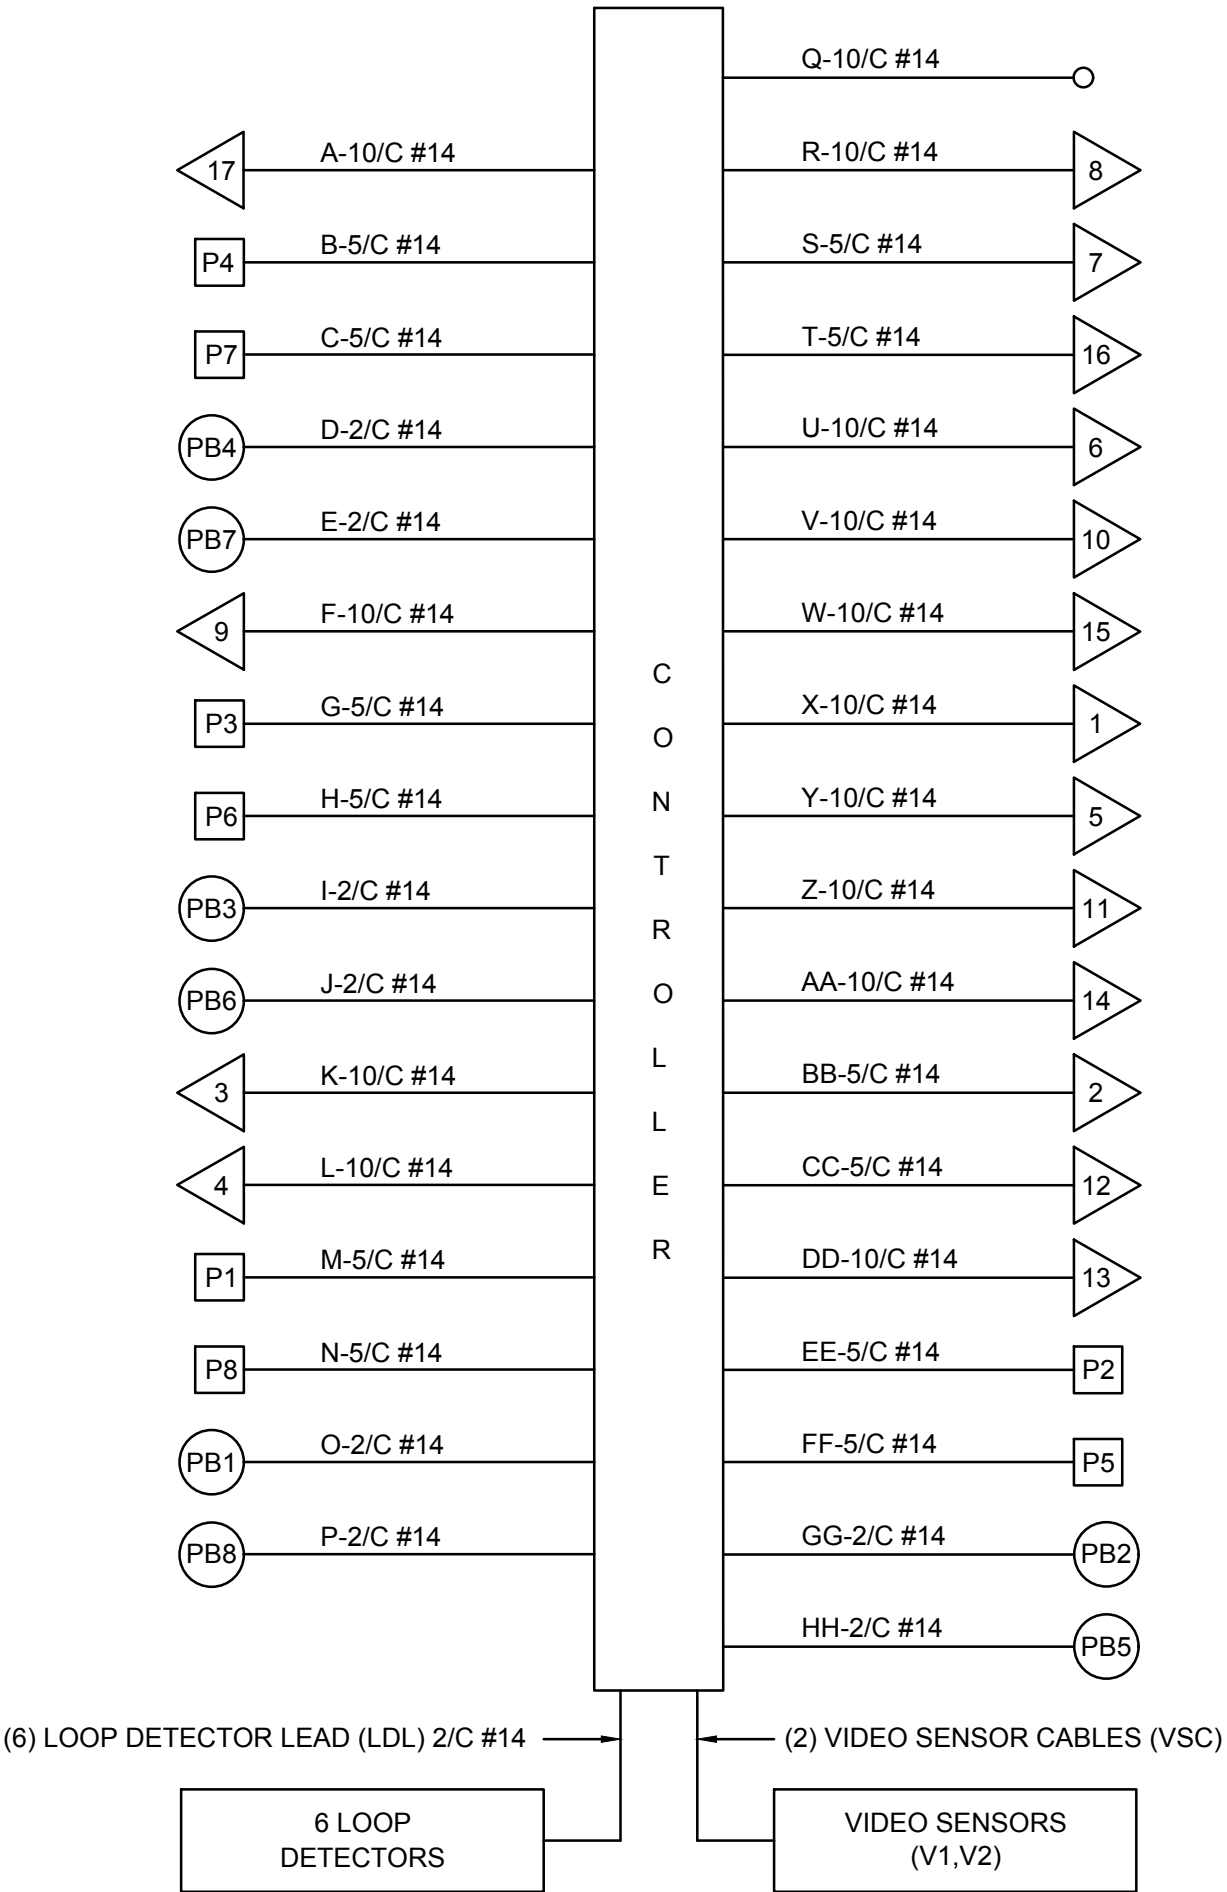 Q-10/C #14
17 A-10/C #14
R-10/C #14 8
P4 B-5/C #14
S-5/C #14 7
P7 C-5/C #14
T-5/C #14 16
PB4 D-2/C #14
U-10/C #14 6
PB7 E-2/C #14
V-10/C #14 10
9 F-10/C #14
W-10/C #14 15
P3 G-5/C #14
X-10/C #14 1
P6 H-5/C #14
Y-10/C #14 5
PB3 I-2/C #14
Z-10/C #14 11
PB6 J-2/C #14
AA-10/C #14 14
3 K-10/C #14
BB-5/C #14 2
4 L-10/C #14
CC-5/C #14 12
P1 M-5/C #14
DD-10/C #14 13
P8 N-5/C #14
EE-5/C #14 P2
PB1 O-2/C #14
FF-5/C #14 P5
PB8 P-2/C #14
GG-2/C #14 PB2
HH-2/C #14 PB5
CONTROLLER
(6) LOOP DETECTOR LEAD (LDL) 2/C #14
(2) VIDEO SENSOR CABLES (VSC)
6 LOOP
DETECTORS
VIDEO SENSORS
(V1,V2)